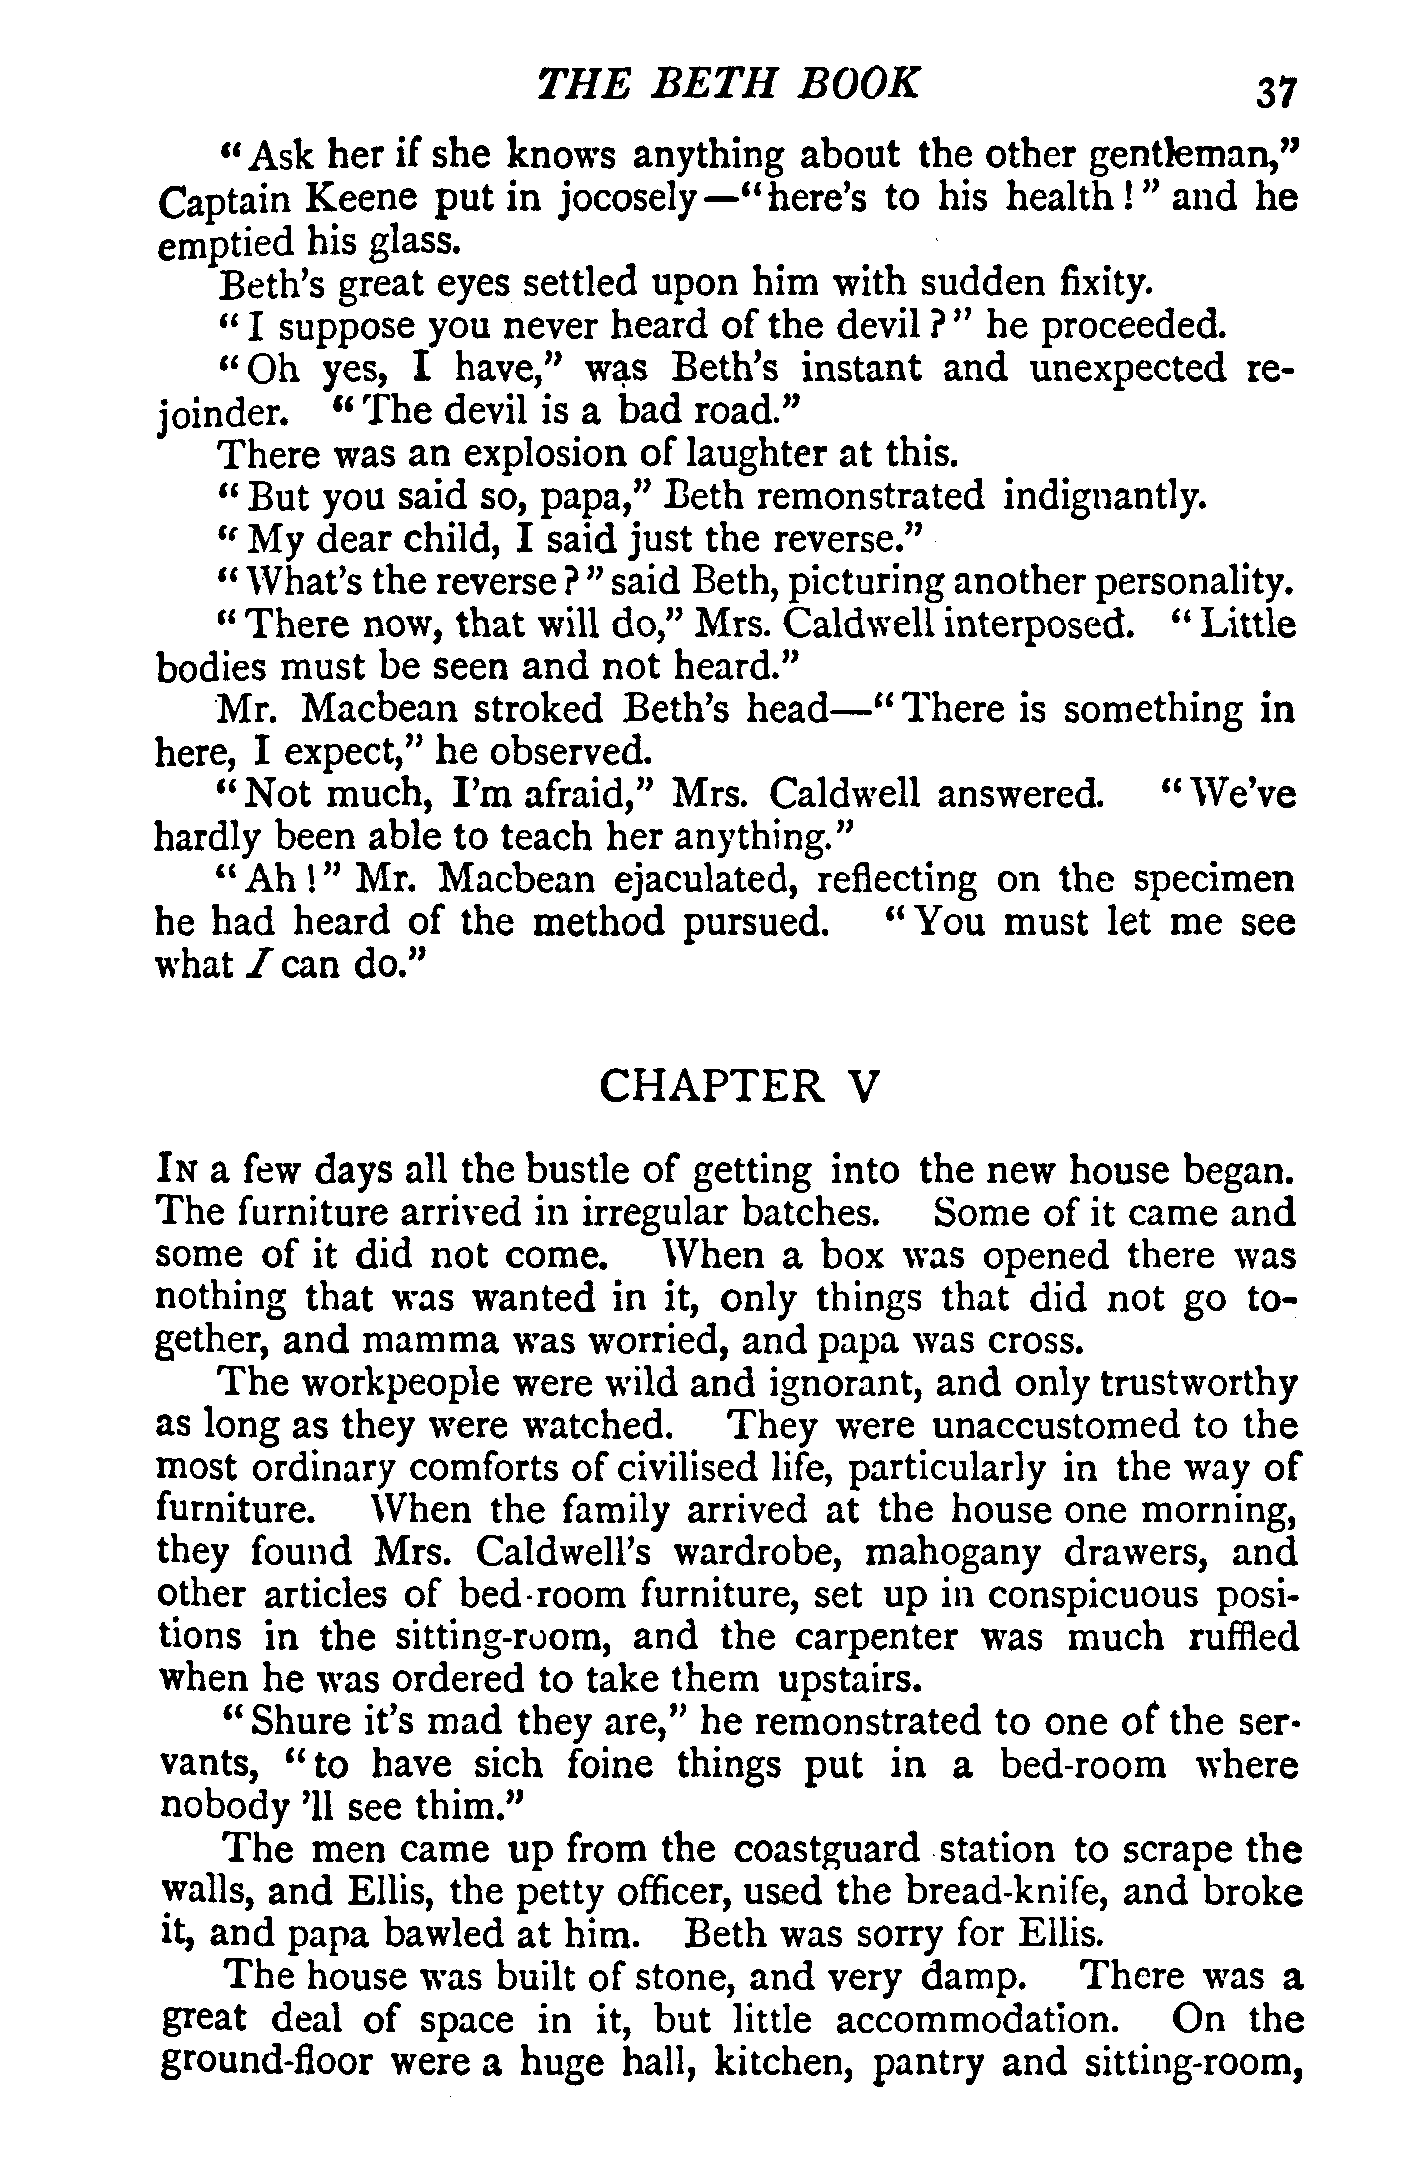 THE BETH BOOK 37
“Ask her if she knows anything about the other gentleman,”
Captain Keene put in jocosely—“here’s to his health!” and he
emptied his glass.
Beth’s great eyes settled upon him with sudden fixity.
“I suppose you never heard of the devil?” he proceeded.
“Oh yes, I have,” was Beth’s instant and unexpected re-
joinder. “The devil is a bad road.”
There was an explosion of laughter at this.
“But you said so, papa,” Beth remonstrated indignantly.
“My dear child, I said just the reverse.”
“What’s the reverse?” said Beth, picturing another personality.
“There now, that will do,” Mrs. Caldwell interposed. “Little
bodies must be seen and not heard.”
Mr. Macbean stroked Beth’s head—“There is something in
here, I expect,” he observed.
“Not much, I’m afraid,” Mrs. Caldwell answered. “We’ve
hardly been able to teach her anything.”
“Ah!” Mr. Macbean ejaculated, reflecting on the specimen
he had heard of the method pursued. “You must let me see
what I can do.”
CHAPTER V
IN a few days all the bustle of getting into the new house began.
The furniture arrived in irregular batches. Some of it came and
some of it did not come. When a box was opened there was
nothing that was wanted in it, only things that did not go to-
gether, and mamma was worried, and papa was cross.
The workpeople were wild and ignorant, and only trustworthy
as long as they were watched. They were unaccustomed to the
most ordinary comforts of civilised life, particularly in the way of
furniture. When the family arrived at the house one morning,
they found Mrs. Caldwell’s wardrobe, mahogany drawers, and
other articles of bed-room furniture, set up in conspicuous posi-
tions in the sitting-room, and the carpenter was much ruffled
when he was ordered to take them upstairs.
“Shure it’s mad they are,” he remonstrated to one of the ser-
vants, “to have sich foine things put in a bed-room where
nobody ’ll see thim.”
The men came up from the coastguard station to scrape the
walls, and Ellis, the petty officer, used the bread-knife, and broke
it, and papa bawled at him. Beth was sorry for Ellis.
The house was built of stone, and very damp. There was a
great deal of space in it, but little accommodation. On the
ground-floor were a huge hall, kitchen, pantry and sitting-room,